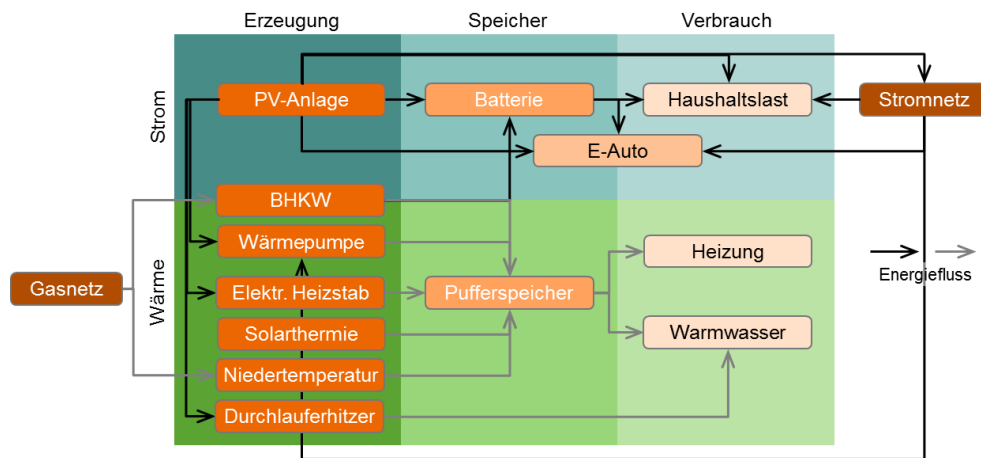 Erzeugung
Speicher
Verbrauch
Strom
PV-Anlage
Batterie
Haushaltslast
Stromnetz
E-Auto
BHKW
Wärmepumpe
Heizung
Energiefluss
Wärme
Gasnetz
Elektr. Heizstab
Pufferspeicher
Solarthermie
Warmwasser
Niedertemperatur
Durchlauferhitzer